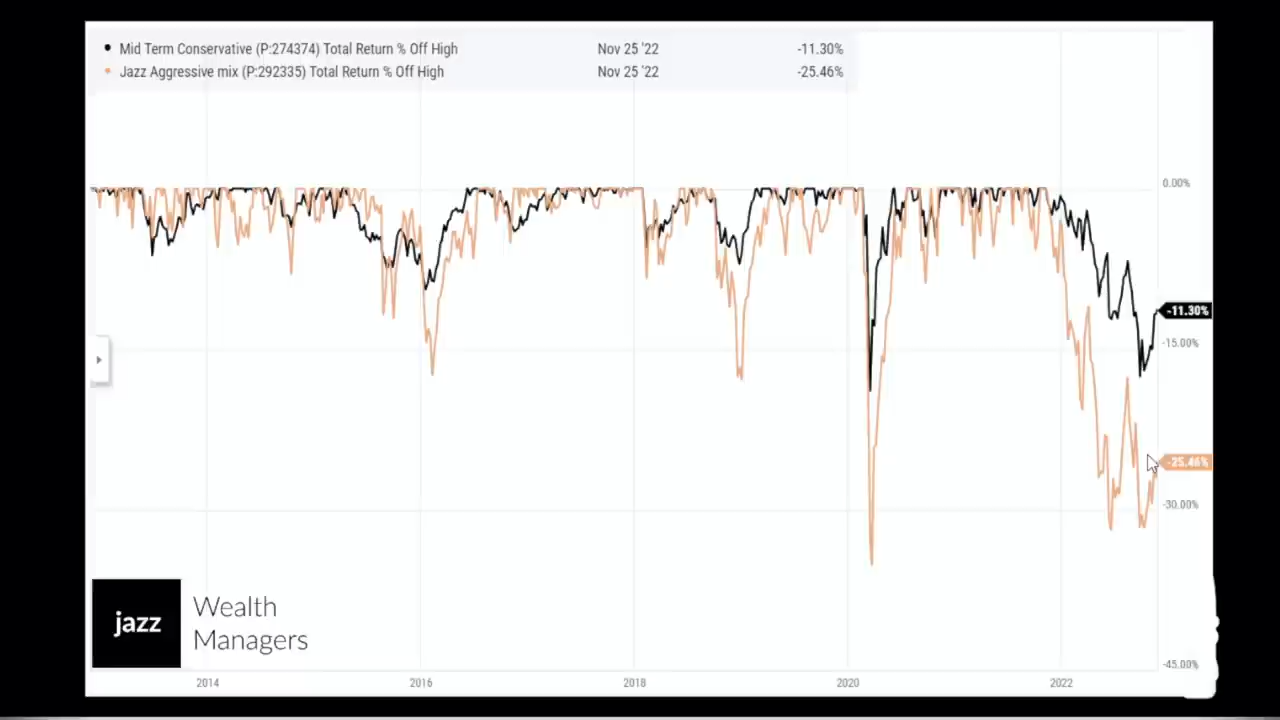 Mid Term Conservative (P:274374) Total Return % Off High Nov 25 '22 -11.30%
Jazz Aggressive mix (P:292335) Total Return % Off High Nov 25 '22 -25.46%
0.00%
-11.30%
-15.00%
-25.46%
-30.00%
jazz
Wealth
Managers
-45.00%
2014 2016 2018 2020 2022